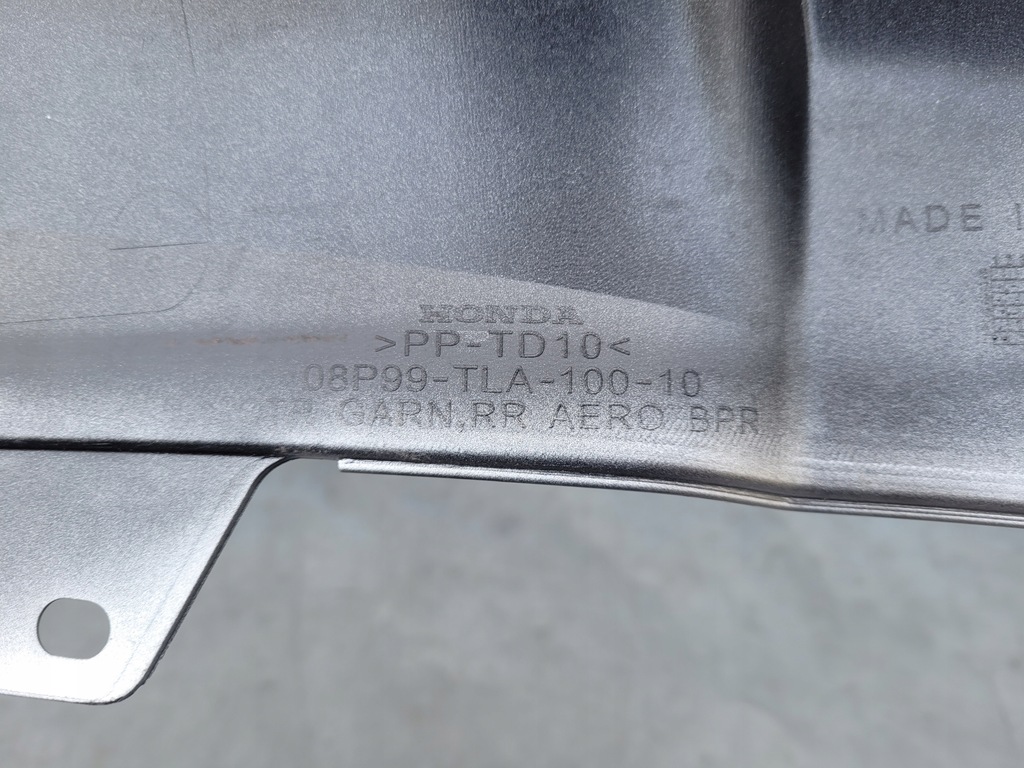 HONDA
>PP-TD10<
08P99-TLA-100-10
GARN,RR AERO BPR
MADE